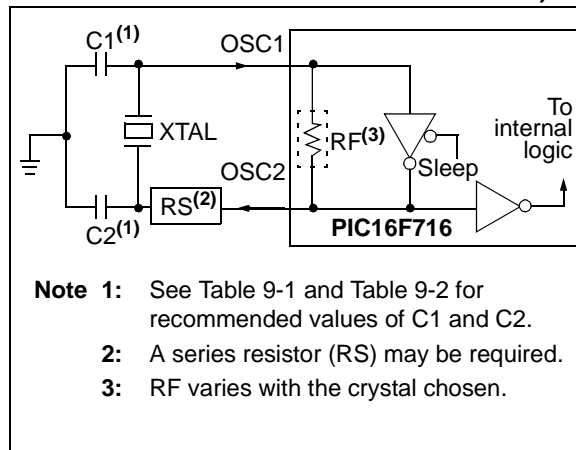 C1(1)
OSC1
XTAL
RF(3)
To
internal
logic
Sleep
OSC2
RS(2)
C2(1)
PIC16F716
Note 1: See Table 9-1 and Table 9-2 for
recommended values of C1 and C2.
2: A series resistor (RS) may be required.
3: RF varies with the crystal chosen.